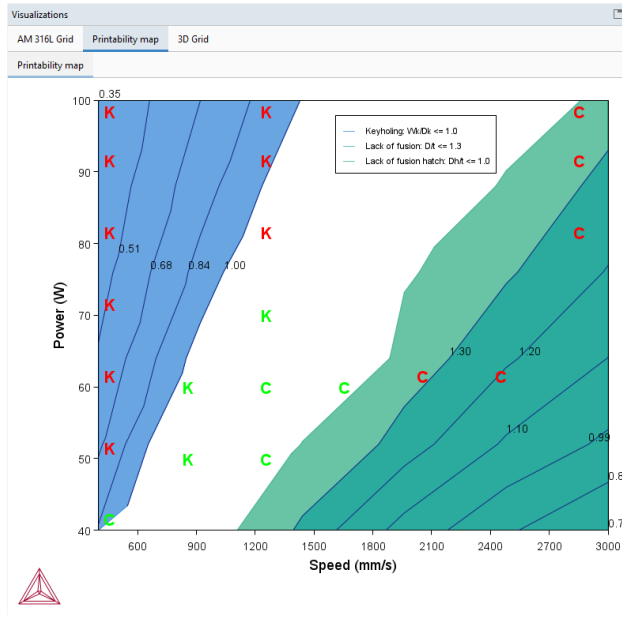 Visualizations
AM 316L Grid Printability map 3D Grid
Printability map
0.35
100
K K C
Keyholing: Wk/Dk <= 1.0
Lack of fusion: D/t <= 1.3
Lack of fusion hatch: Dh/t <= 1.0
90
K K C
80
K K C
0.51 0.68 0.84 1.00
70
K K
1.30 1.20
60
K K C C C C
1.10
0.99
50
K K C
0.8
C
40
0.7
600 900 1200 1500 1800 2100 2400 2700 3000
Power (W)
Speed (mm/s)